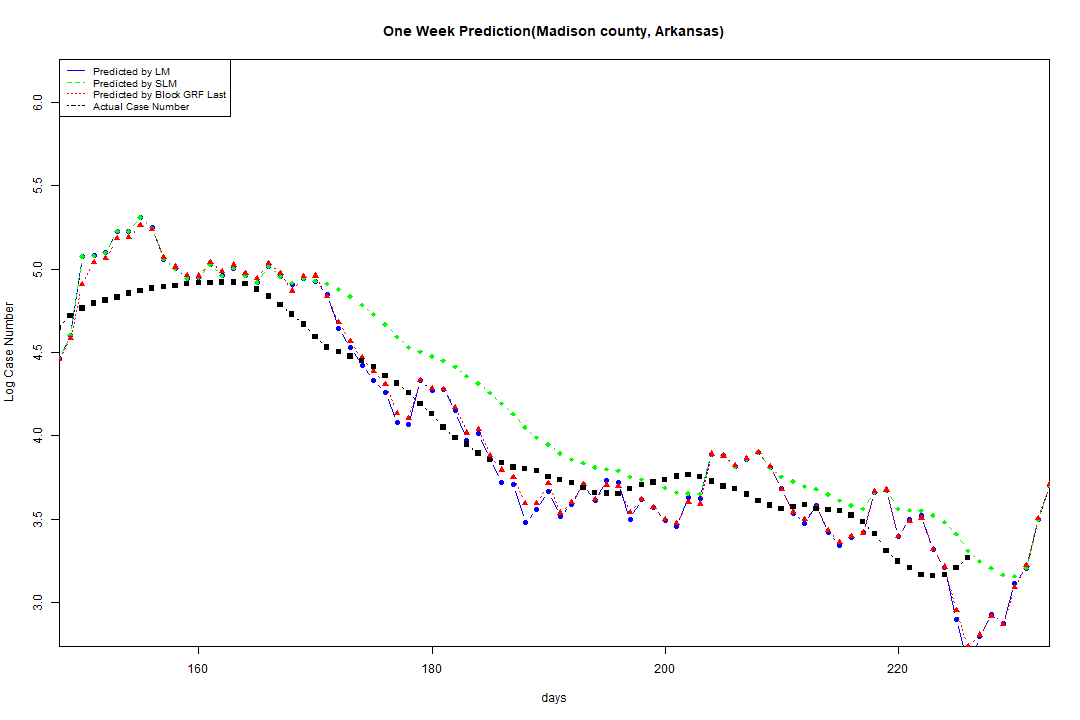 One Week Prediction(Madison county, Arkansas)
Predicted by LM
Predicted by SLM
Predicted by Block GRF Last
Actual Case Number
6.0
5.5
5.0
4.5
4.0
3.5
3.0
Log Case Number
160 180 200 220
days